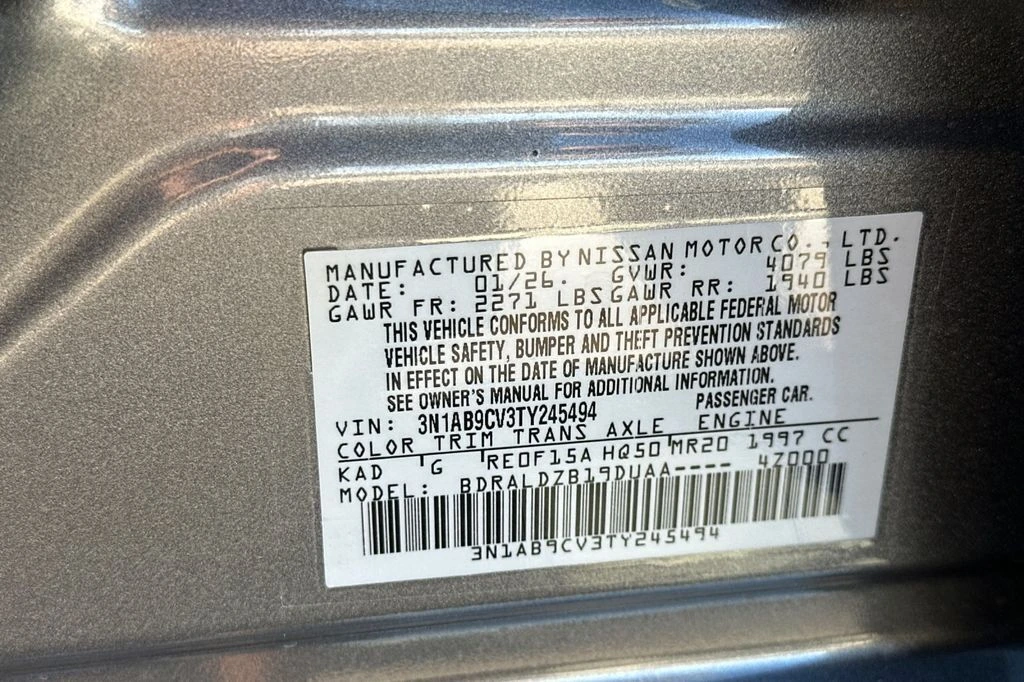 MANUFACTURED BY NISSAN MOTOR CO., LTD.
DATE: 01/26. GVWR: 4079 LBS
GAWR FR: 2271 LBS GAWR RR: 1940 LBS
THIS VEHICLE CONFORMS TO ALL APPLICABLE FEDERAL MOTOR
VEHICLE SAFETY, BUMPER AND THEFT PREVENTION STANDARDS
IN EFFECT ON THE DATE OF MANUFACTURE SHOWN ABOVE.
SEE OWNER'S MANUAL FOR ADDITIONAL INFORMATION.
VIN: 3N1AB9CV3TY245494 PASSENGER CAR.
COLOR TRIM TRANS AXLE ENGINE
KAD G RE0F15A HQ50 MR20 1997 CC
MODEL: BDRALDZB19DUAA---- 4Z000
3N1AB9CV3TY245494